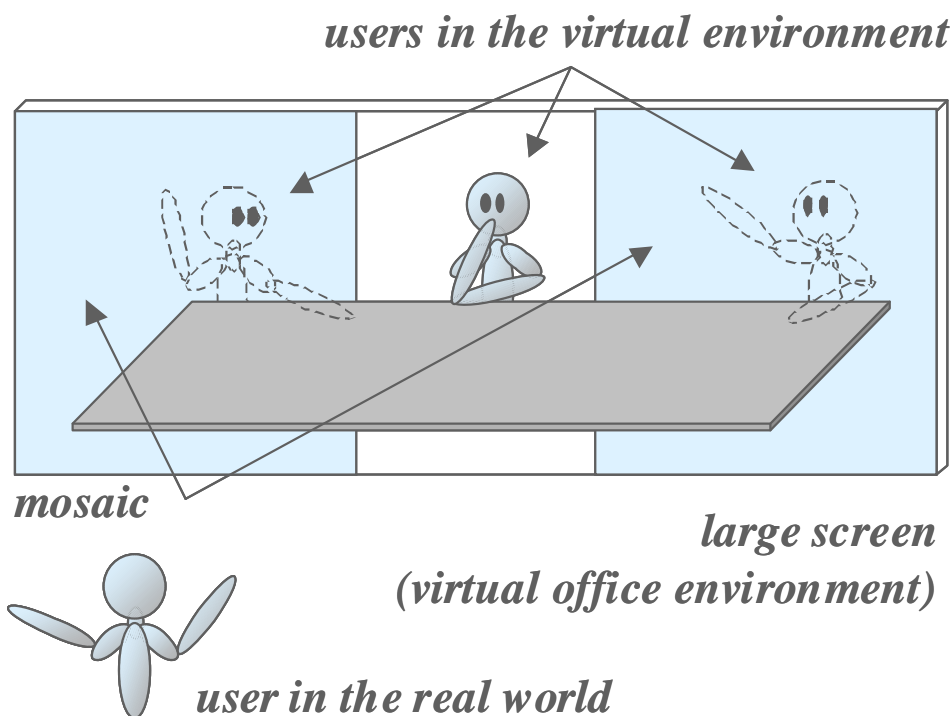 users in the virtual environment
mosaic
large screen
(virtual office environment)
user in the real world